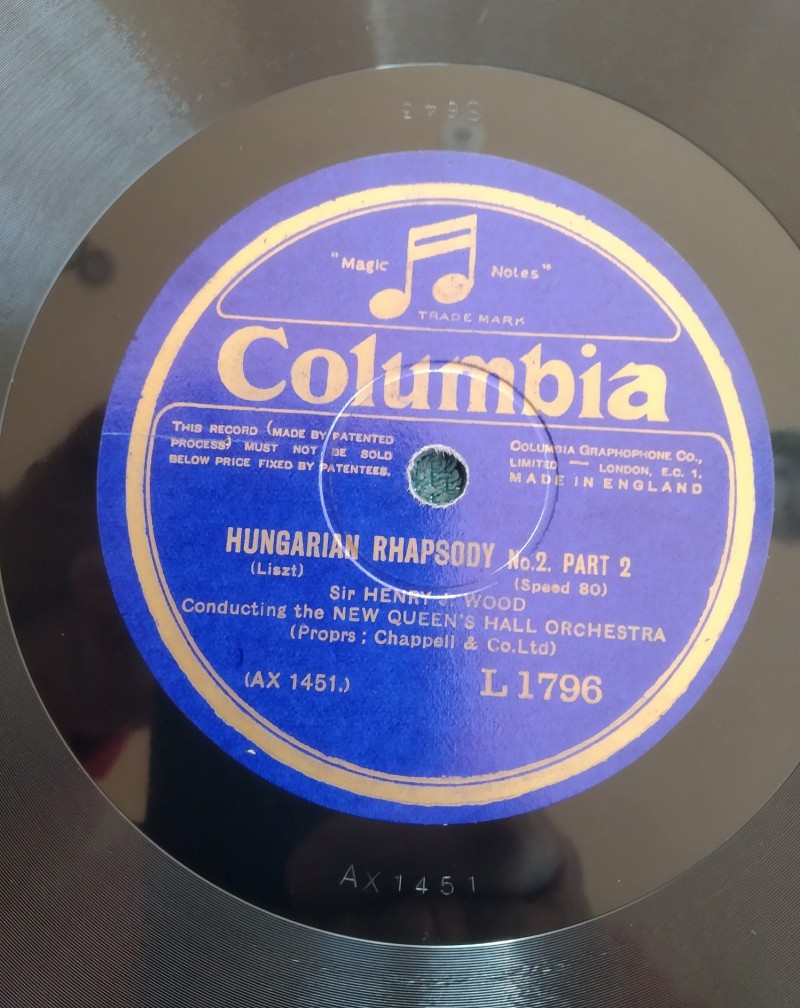 S643
"Magic Notes"
TRADE MARK
Columbia
THIS RECORD (MADE BY PATENTED
PROCESS) MUST NOT BE SOLD
BELOW PRICE FIXED BY PATENTEES.
COLUMBIA GRAPHOPHONE CO.,
LIMITED — LONDON, E.C. 1.
MADE IN ENGLAND
HUNGARIAN RHAPSODY No.2. PART 2
(Liszt) (Speed 80)
Sir HENRY J. WOOD
Conducting the NEW QUEEN'S HALL ORCHESTRA
(Proprs: Chappell & Co.Ltd)
(AX 1451.) L 1796
AX1451